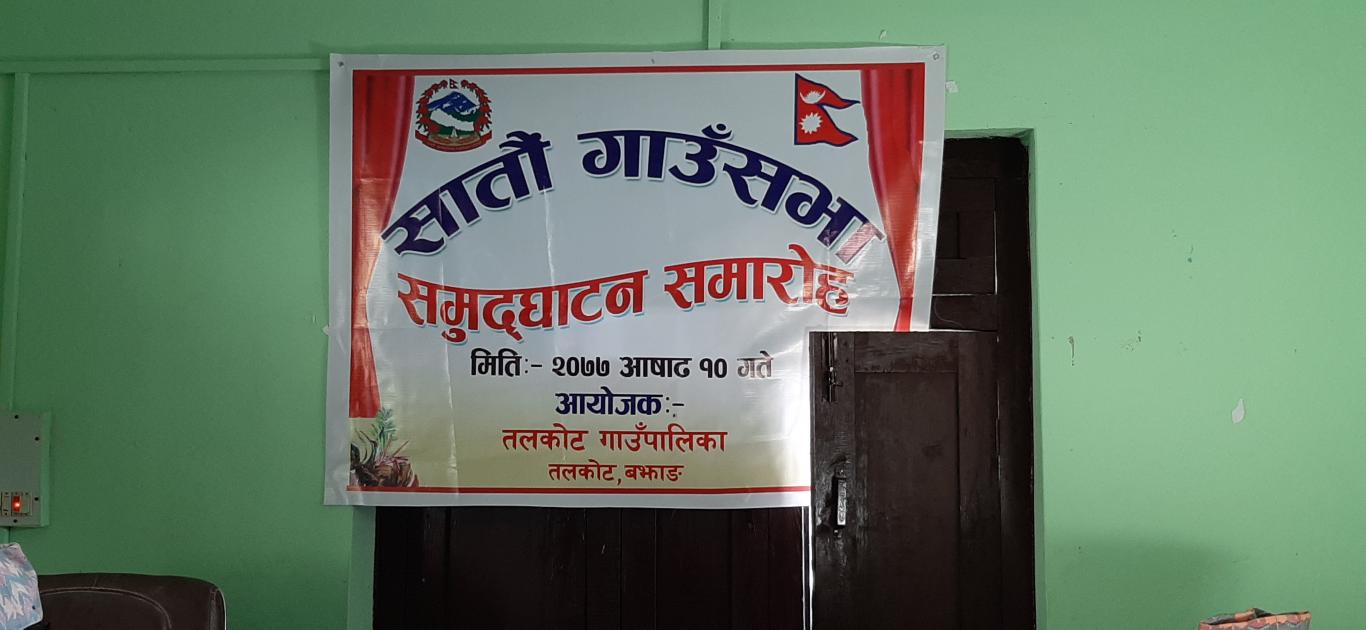 सातौं गाउँसभा
समुद्घाटन समारोह
मितिः- २०७७ आषाढ १० गते
आयोजकः-
तलकोट गाउँपालिका
तलकोट, बझाङ